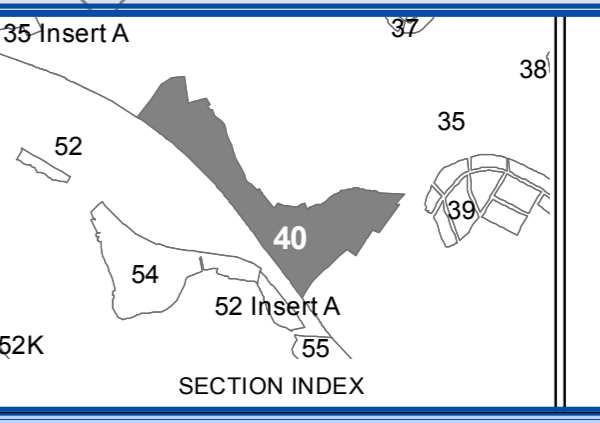 35 Insert A
37
38
35
52
39
40
54
52 Insert A
52K
55
SECTION INDEX